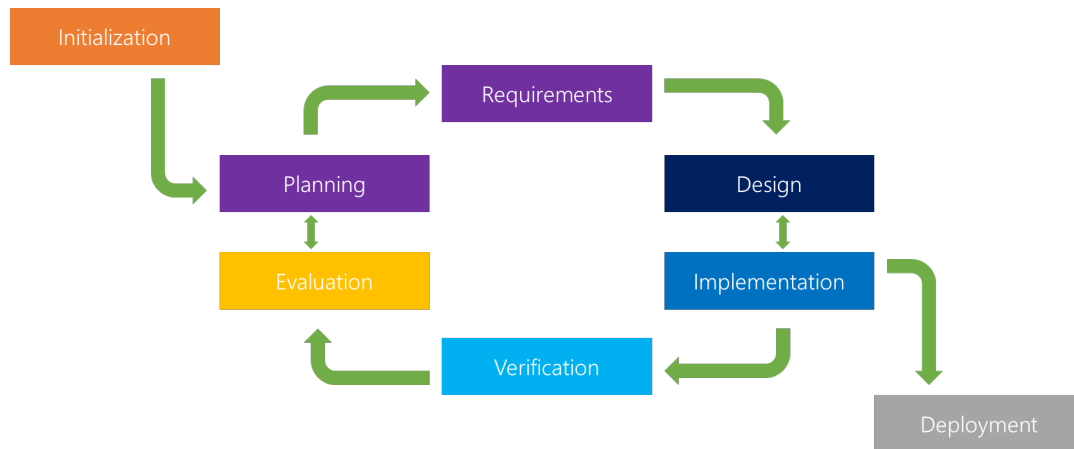 Initialization
Requirements
Planning
Design
Evaluation
Implementation
Verification
Deployment